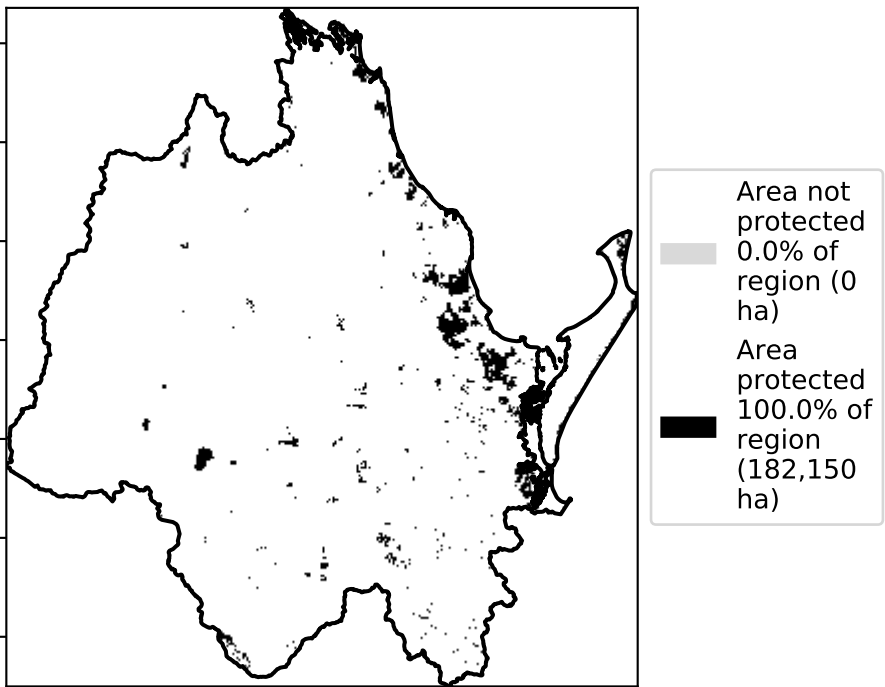 Area not
protected
0.0% of
region (0
ha)
Area
protected
100.0% of
region
(182,150
ha)